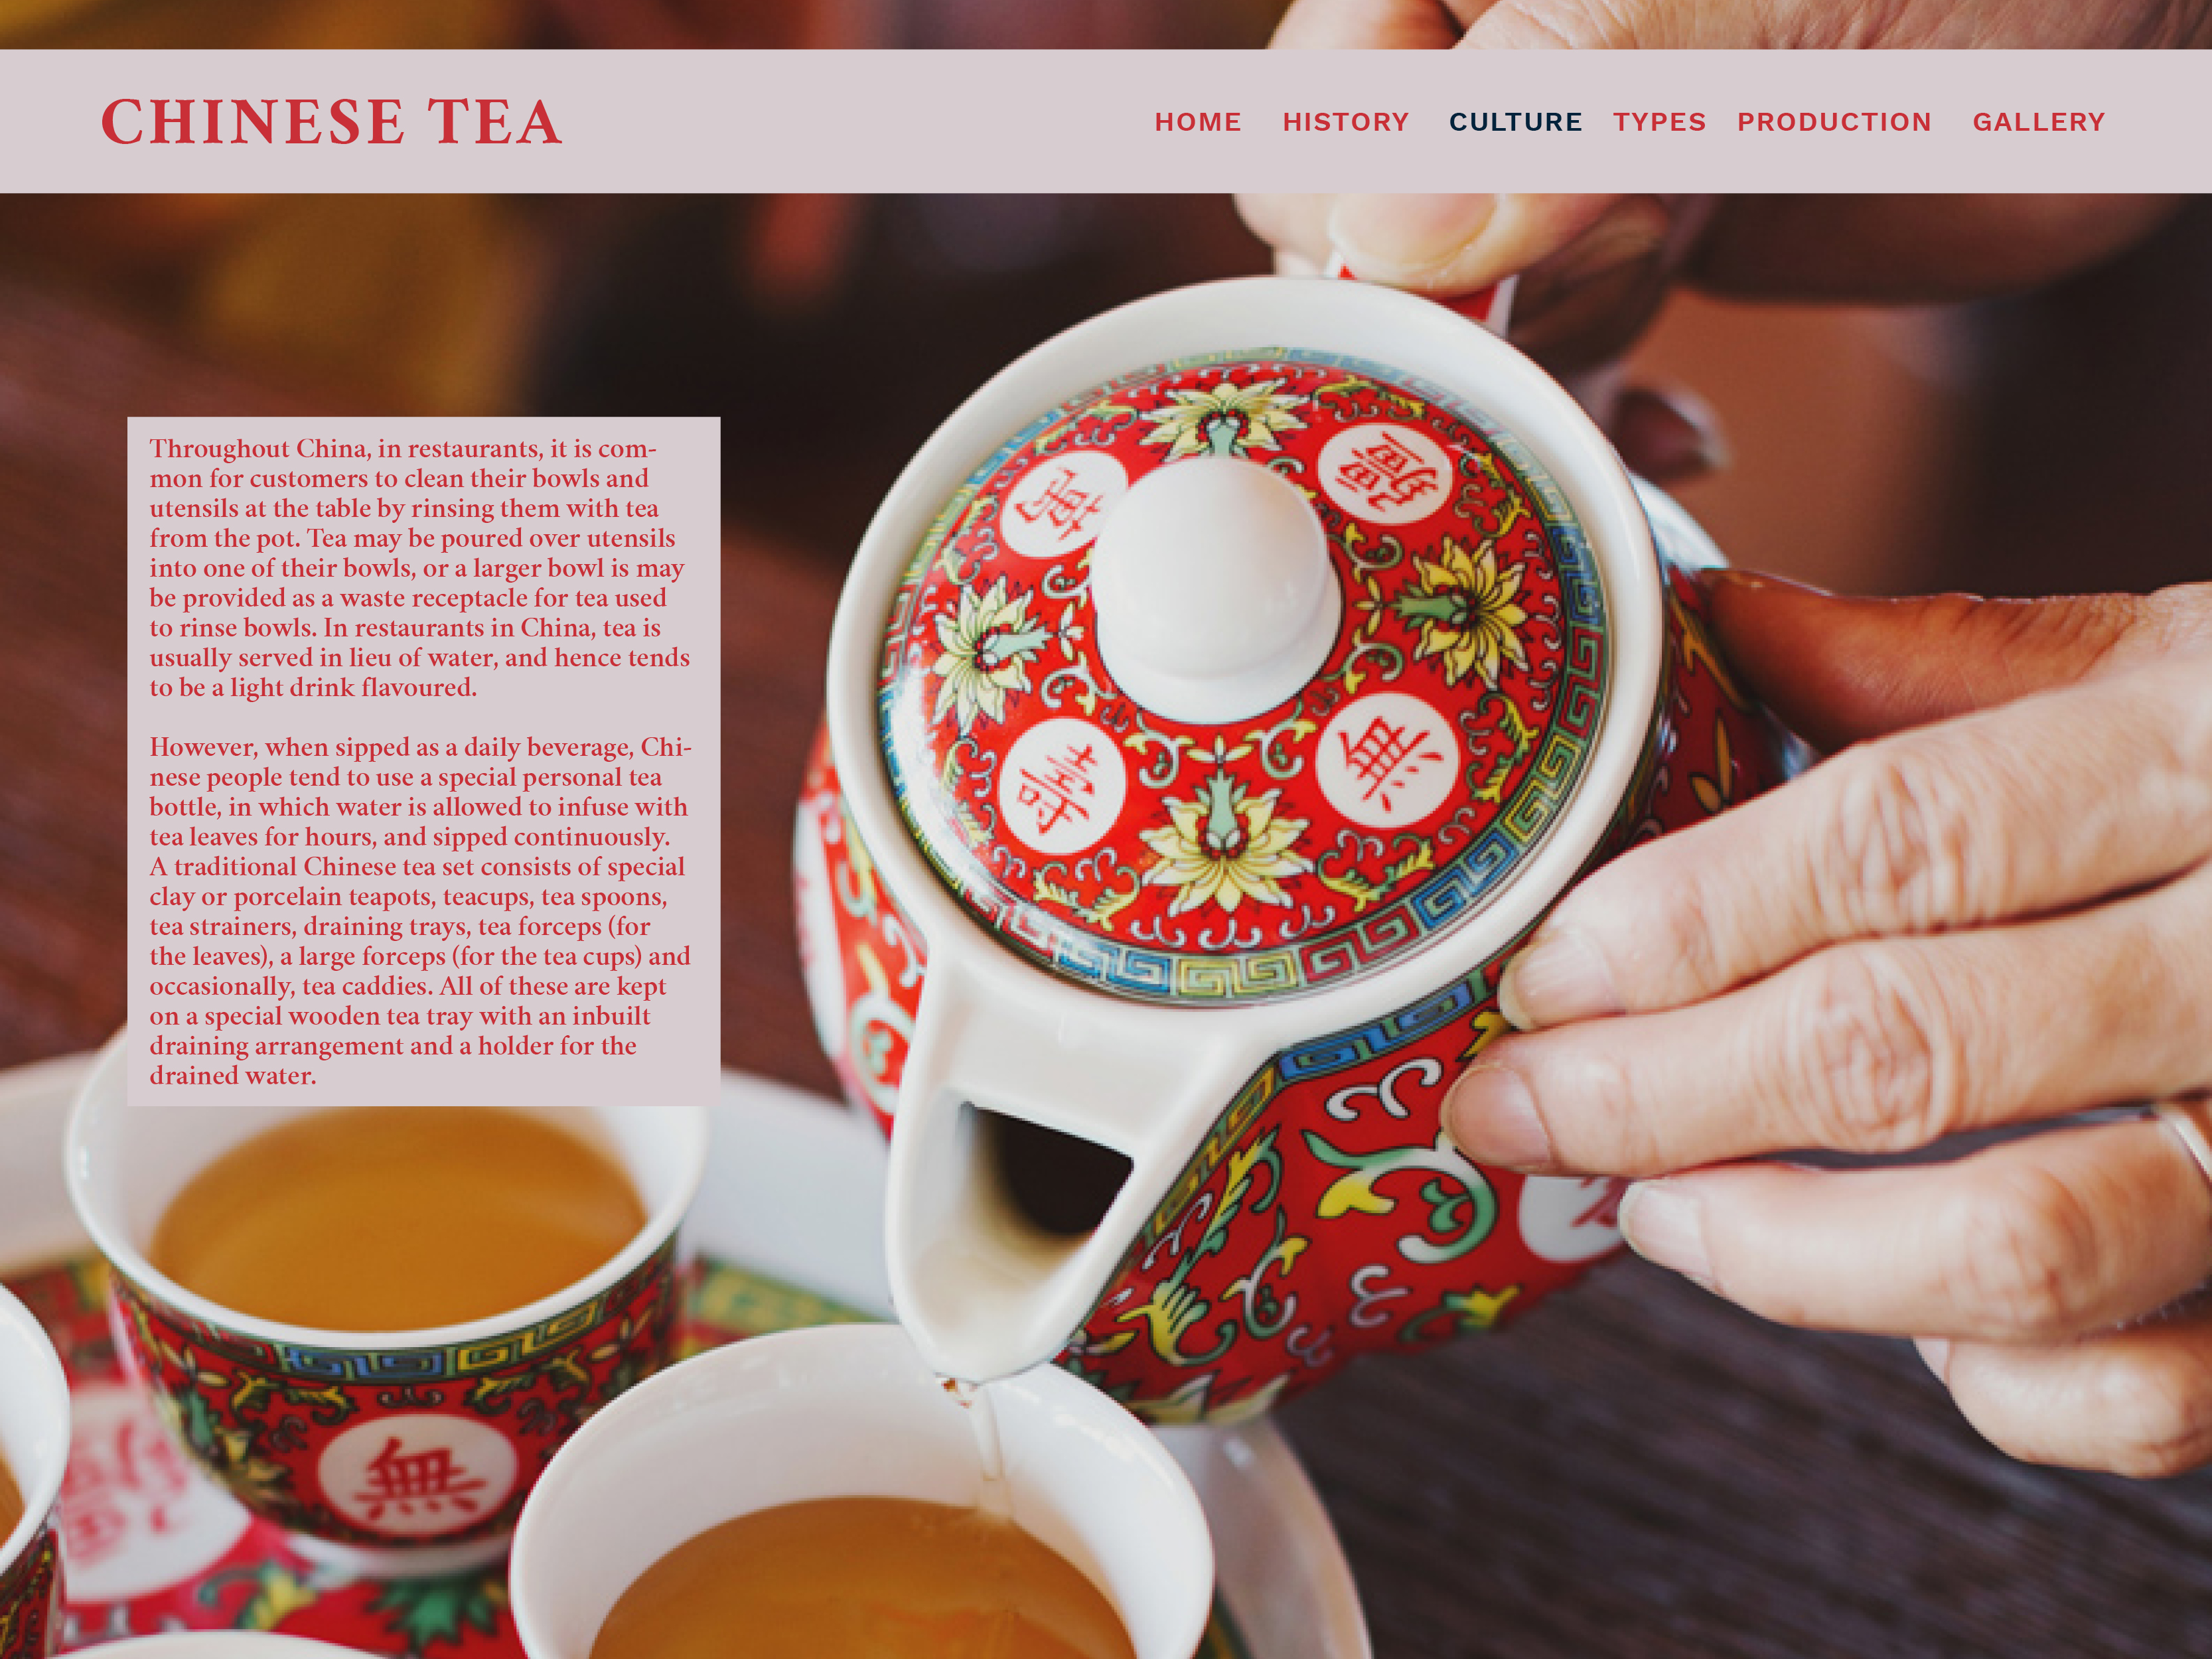 CHINESE TEA
HOME HISTORY CULTURE TYPES PRODUCTION GALLERY
Throughout China, in restaurants, it is com-
mon for customers to clean their bowls and
utensils at the table by rinsing them with tea
from the pot. Tea may be poured over utensils
into one of their bowls, or a larger bowl is may
be provided as a waste receptacle for tea used
to rinse bowls. In restaurants in China, tea is
usually served in lieu of water, and hence tends
to be a light drink flavoured.
However, when sipped as a daily beverage, Chi-
nese people tend to use a special personal tea
bottle, in which water is allowed to infuse with
tea leaves for hours, and sipped continuously.
A traditional Chinese tea set consists of special
clay or porcelain teapots, teacups, tea spoons,
tea strainers, draining trays, tea forceps (for
the leaves), a large forceps (for the tea cups) and
occasionally, tea caddies. All of these are kept
on a special wooden tea tray with an inbuilt
draining arrangement and a holder for the
drained water.
萬
壽
無
無